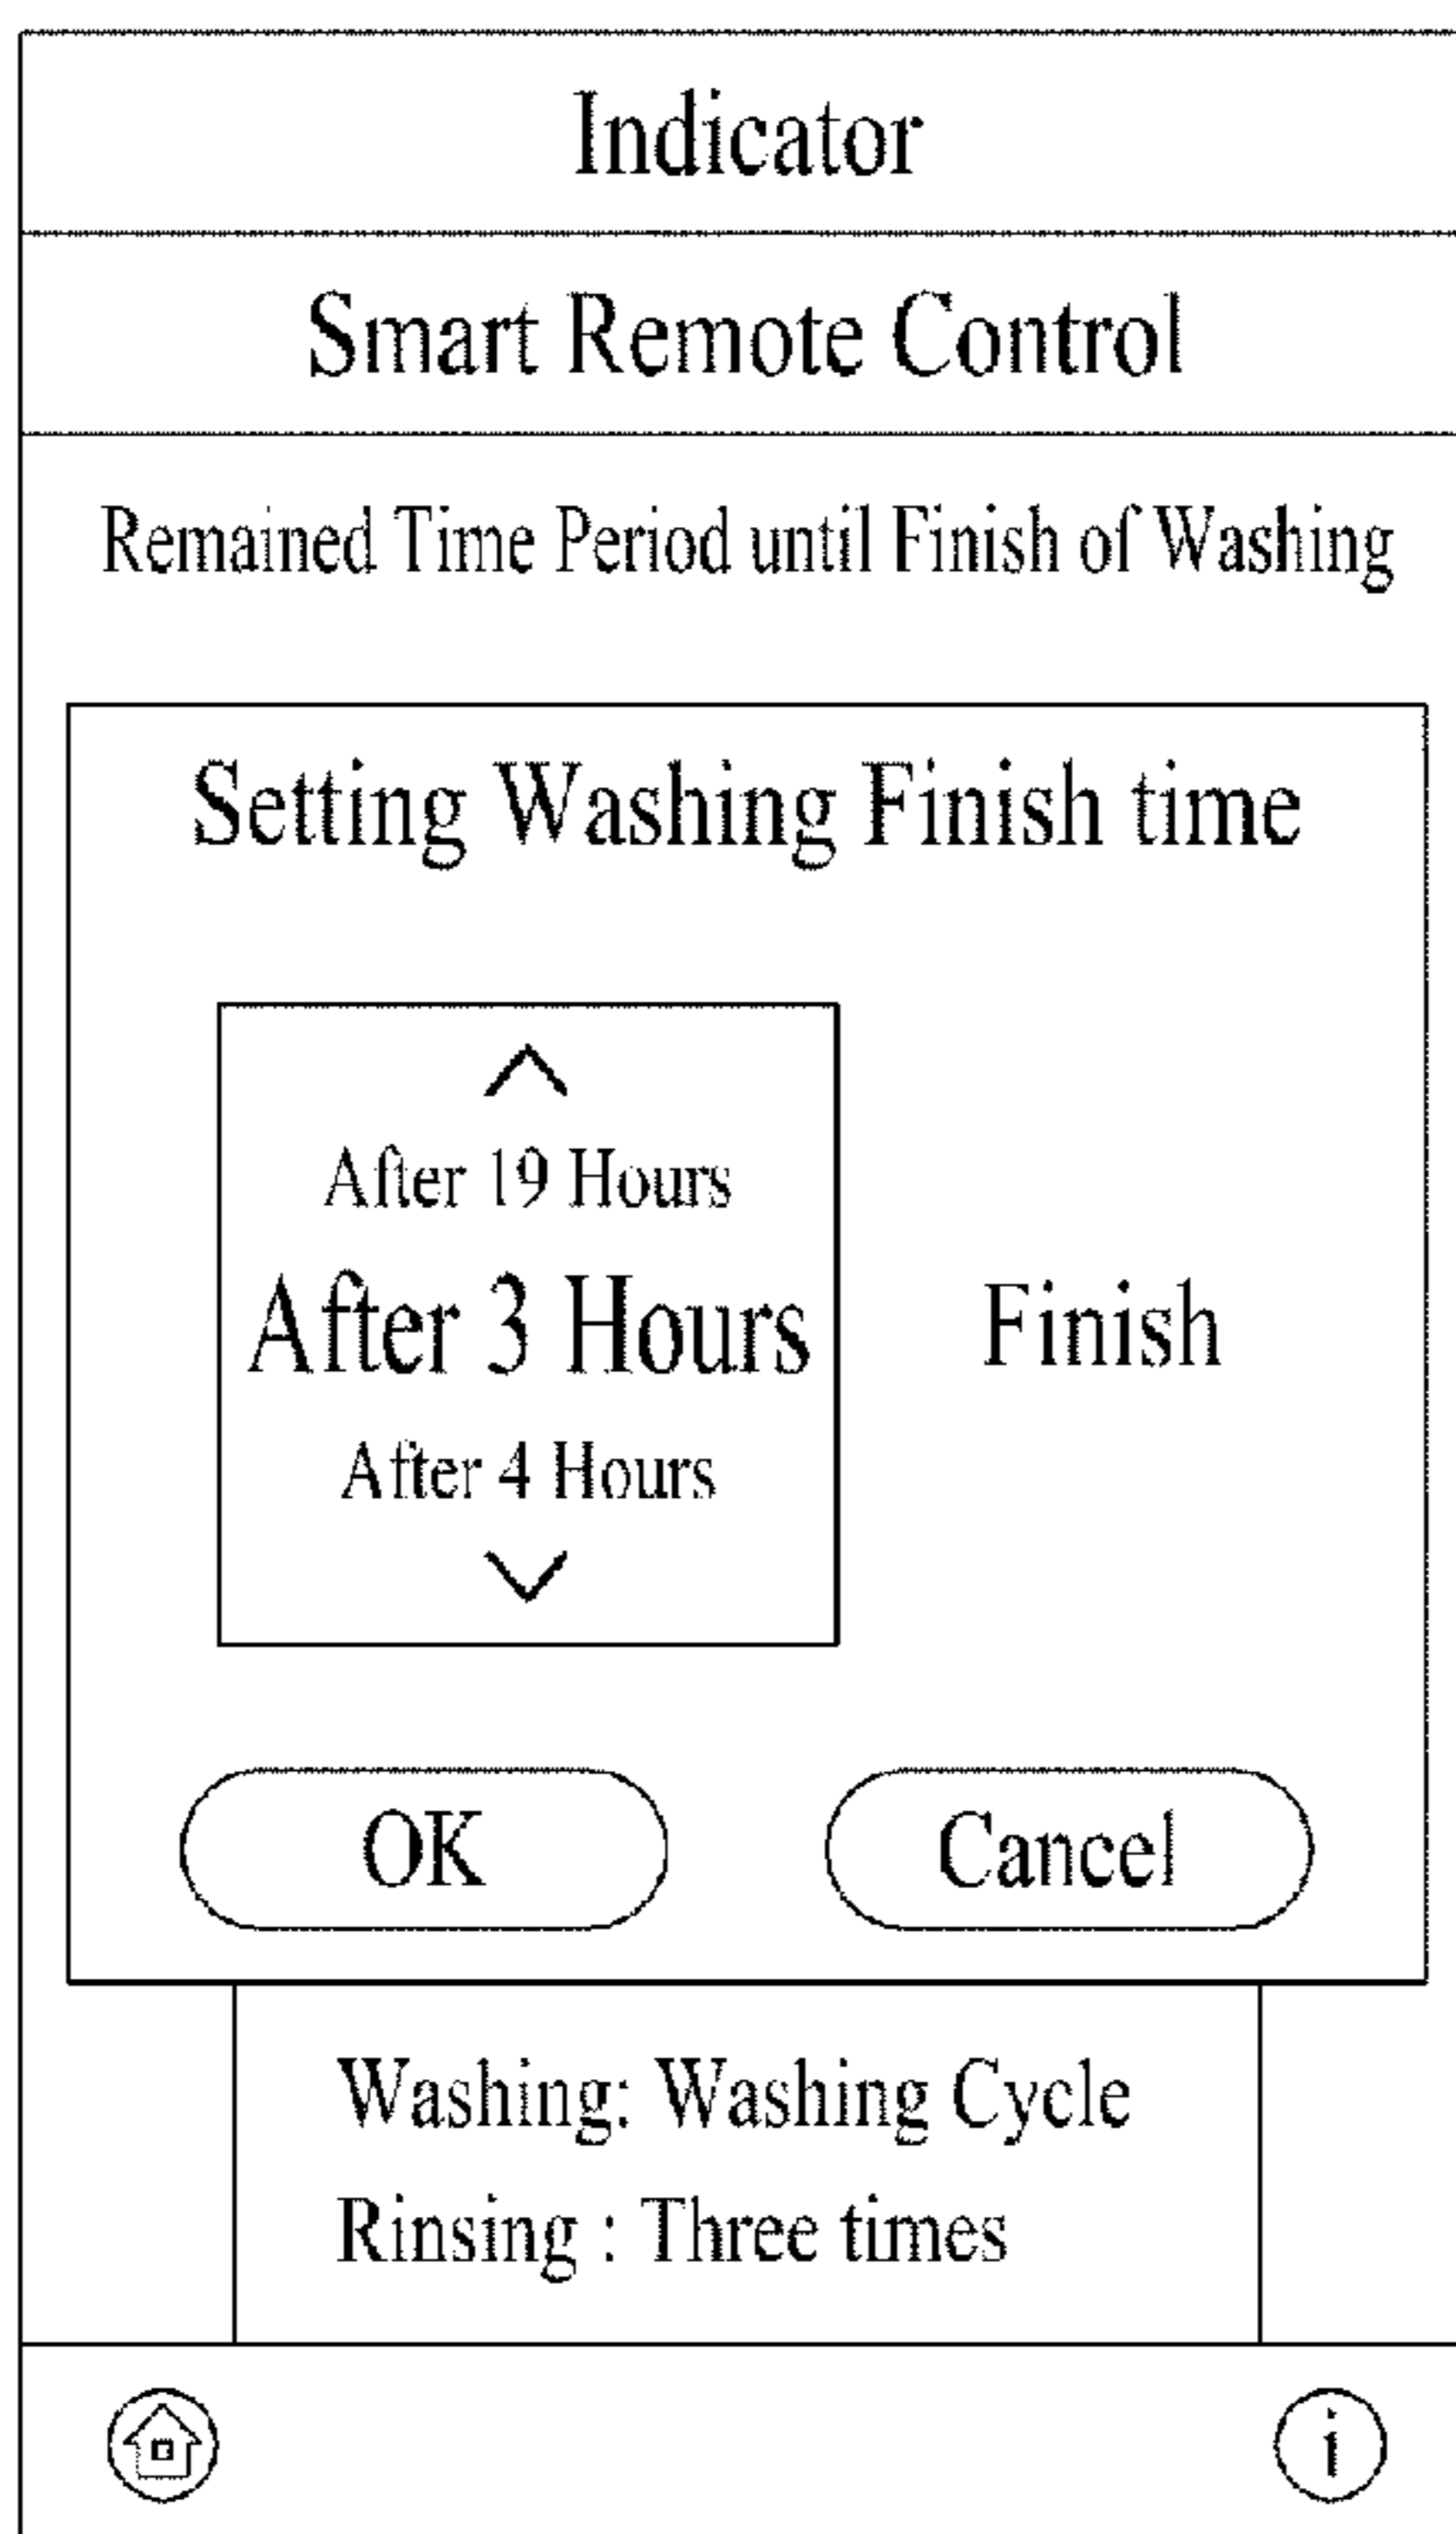 Indicator
Smart Remote Control
Remained Time Period until Finish of Washing
Setting Washing Finish time
After 19 Hours
After 3 Hours
Finish
After 4 Hours
OK
Cancel
Washing: Washing Cycle
Rinsing : Three times
i